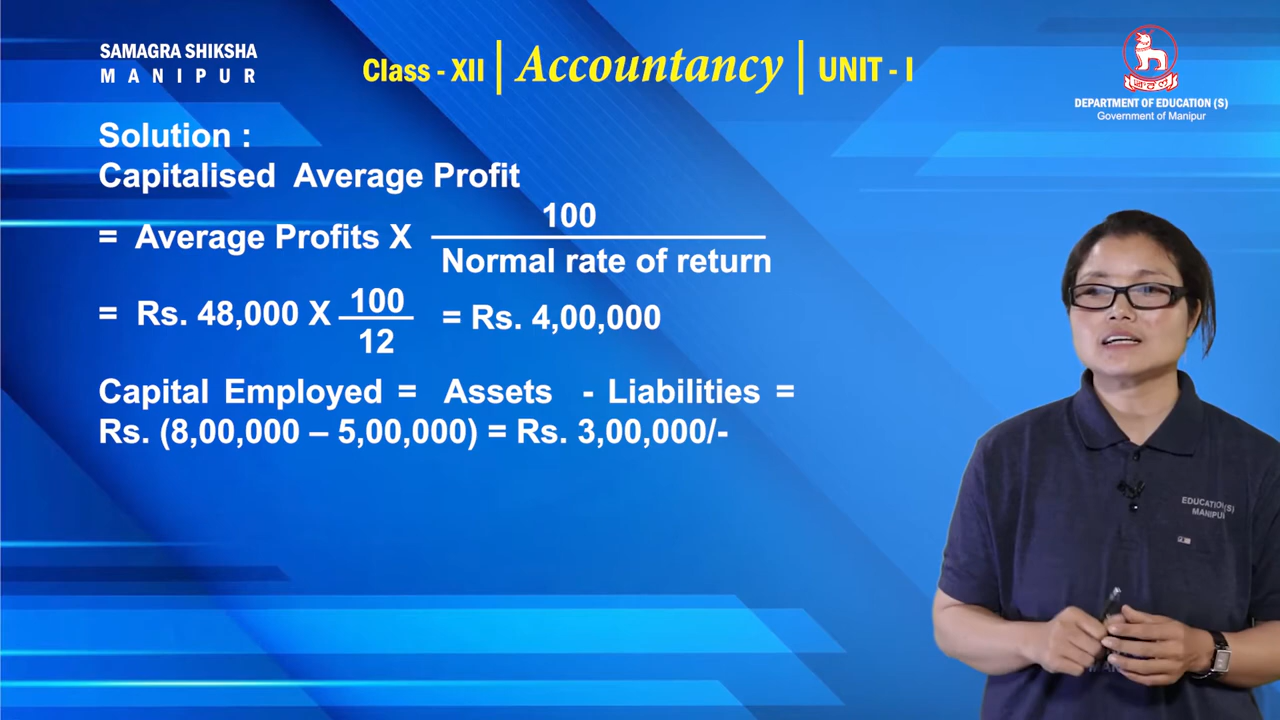 SAMAGRA SHIKSHA
MANIPUR
Class - XII | Accountancy | UNIT - I
DEPARTMENT OF EDUCATION (S)
Government of Manipur
Solution :
Capitalised Average Profit
= Average Profits X 100 / Normal rate of return
= Rs. 48,000 X 100 / 12 = Rs. 4,00,000
Capital Employed = Assets - Liabilities =
Rs. (8,00,000 – 5,00,000) = Rs. 3,00,000/-
EDUCATION(S)
MANIPUR